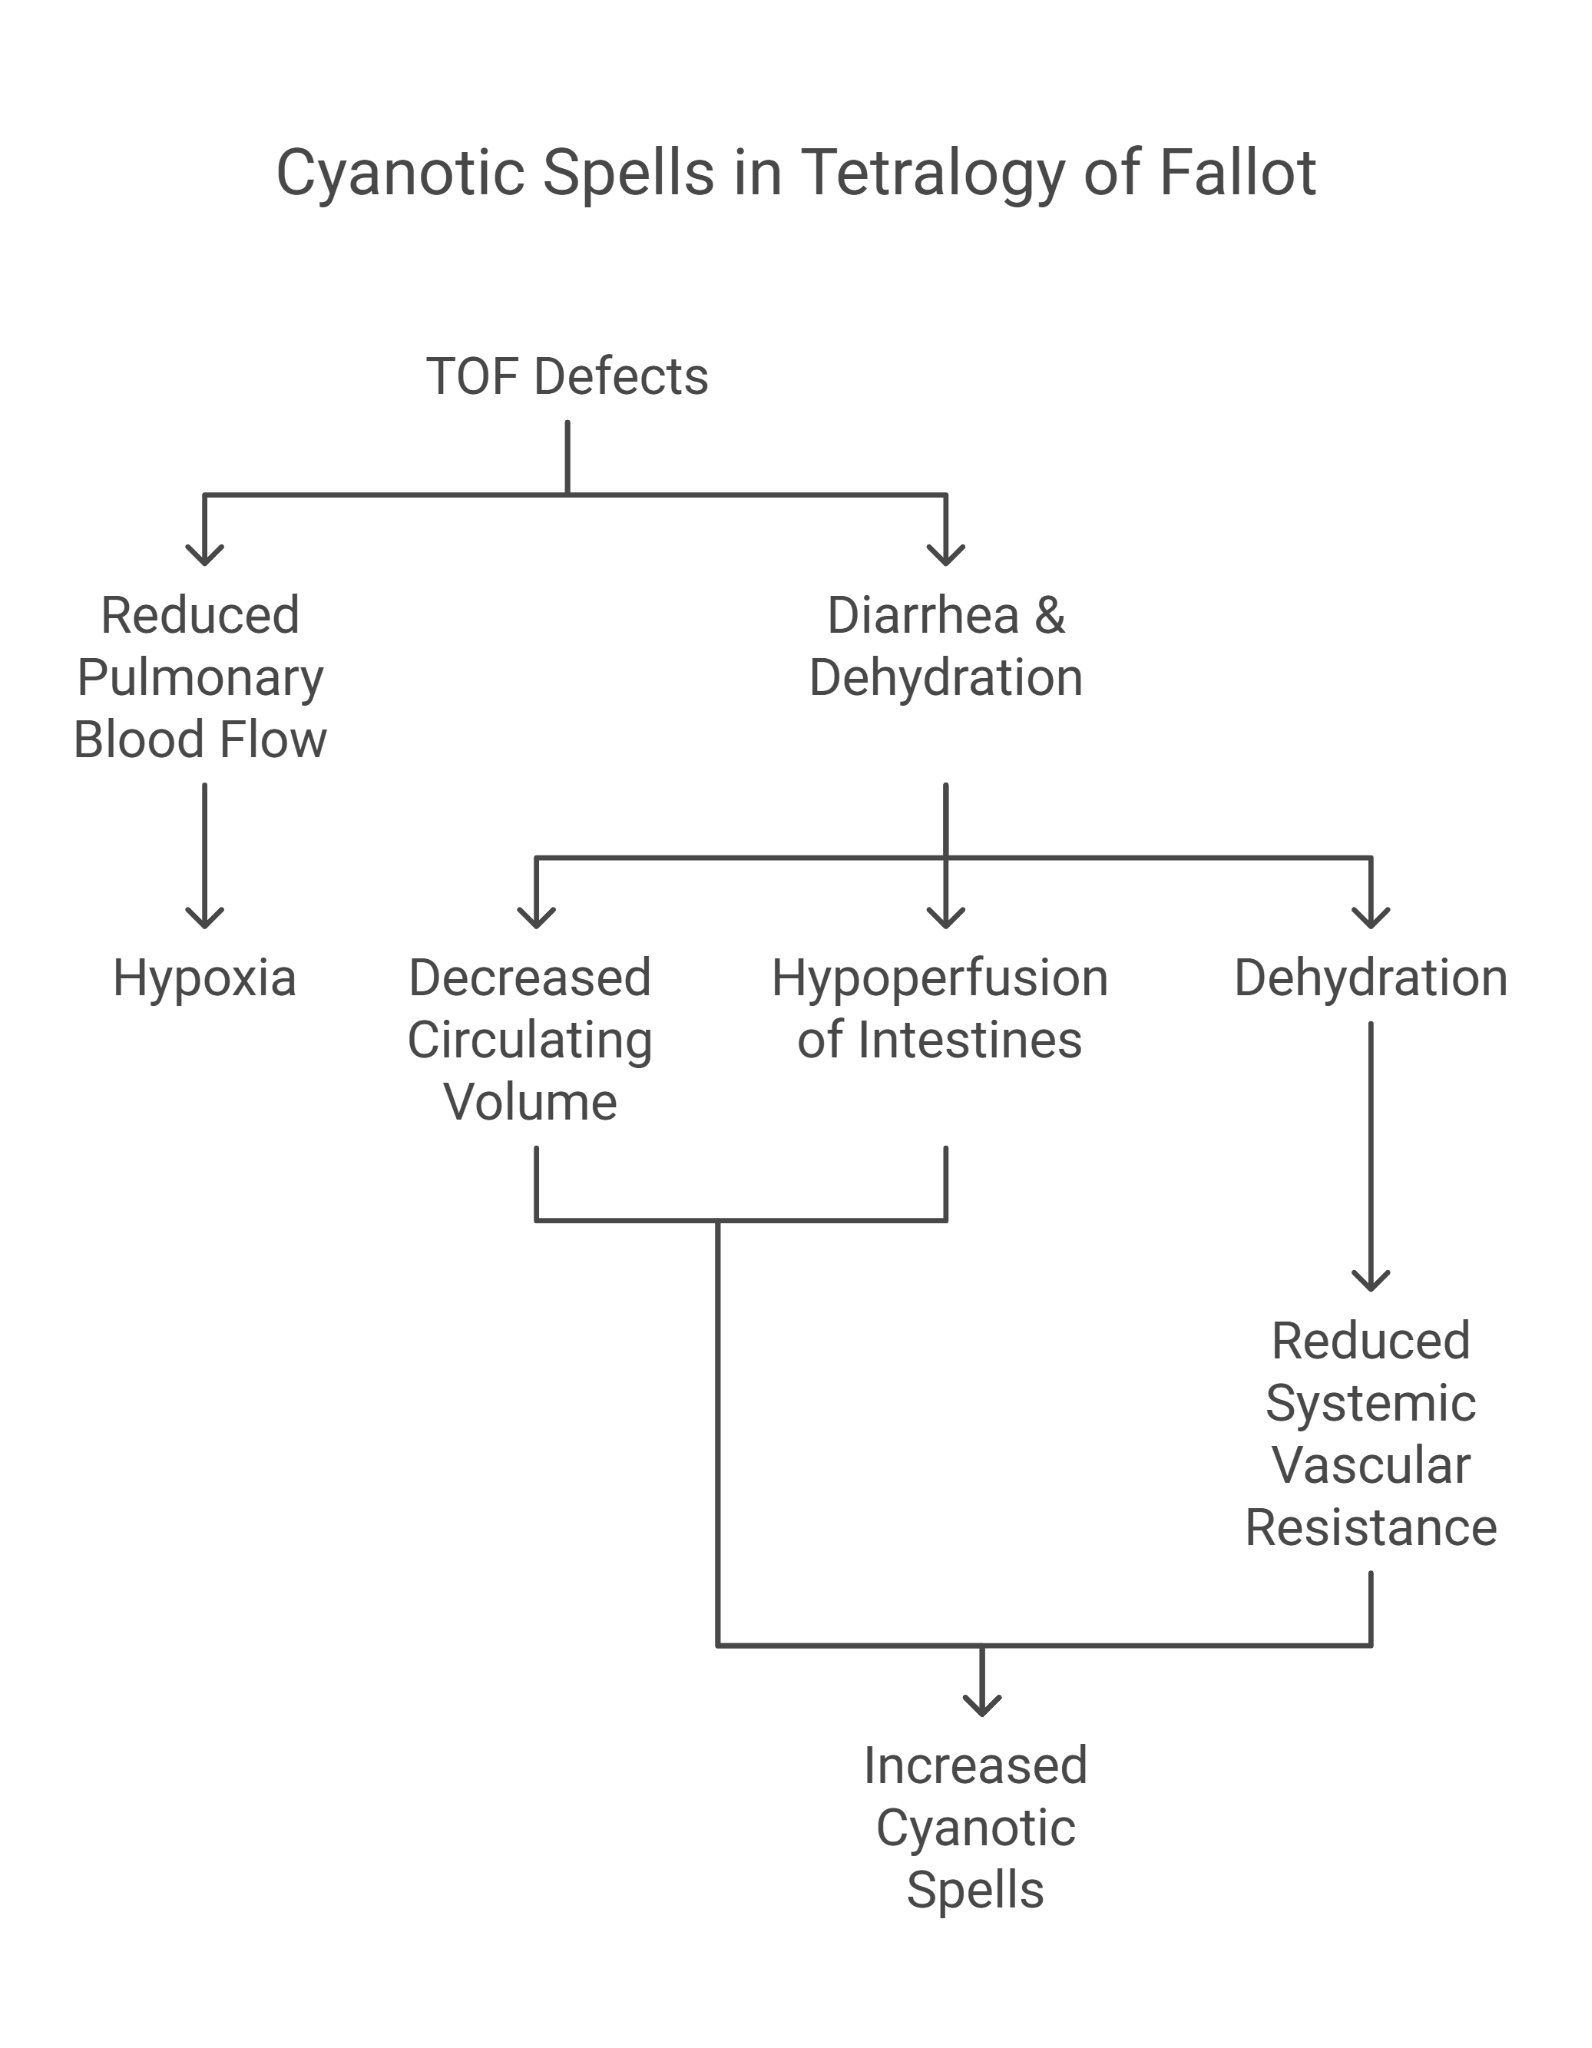 Cyanotic Spells in Tetralogy of Fallot
TOF Defects
Reduced
Pulmonary
Blood Flow
Diarrhea &
Dehydration
Hypoxia
Decreased
Circulating
Volume
Hypoperfusion
of Intestines
Dehydration
Reduced
Systemic
Vascular
Resistance
Increased
Cyanotic
Spells